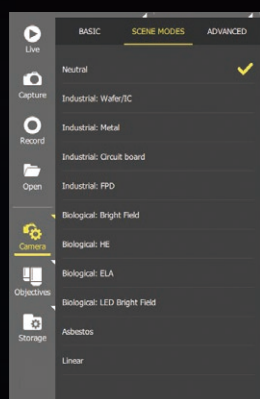 BASIC SCENE MODES ADVANCED
Live
Capture
Record
Open
Camera
Objectives
Storage
Neutral
Industrial: Wafer/IC
Industrial: Metal
Industrial: Circuit board
Industrial: FPD
Biological: Bright Field
Biological: HE
Biological: ELA
Biological: LED Bright Field
Asbestos
Linear